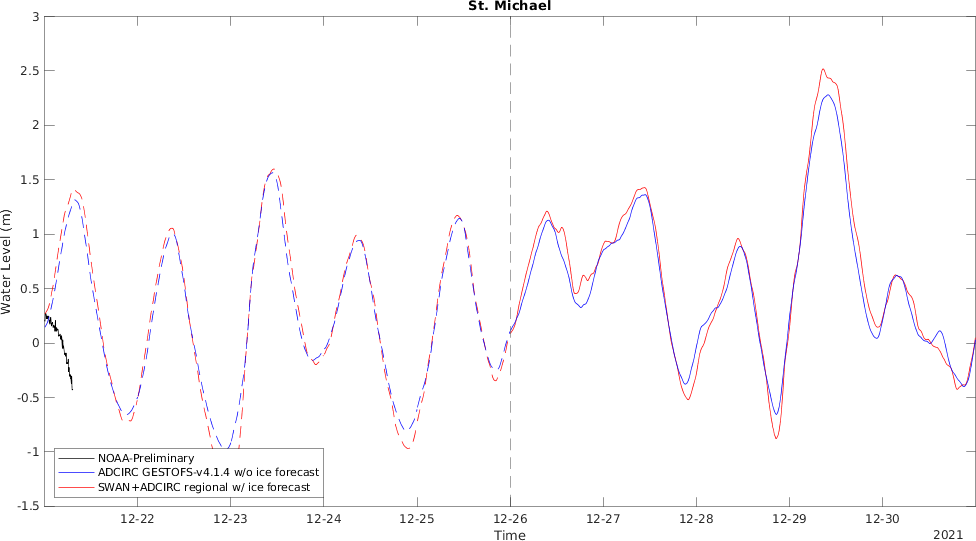 St. Michael
3
2.5
2
1.5
1
0.5
0
-0.5
-1
-1.5
Water Level (m)
NOAA-Preliminary
ADCIRC GESTOFS-v4.1.4 w/o ice forecast
SWAN+ADCIRC regional w/ ice forecast
12-22 12-23 12-24 12-25 12-26 12-27 12-28 12-29 12-30
Time
2021